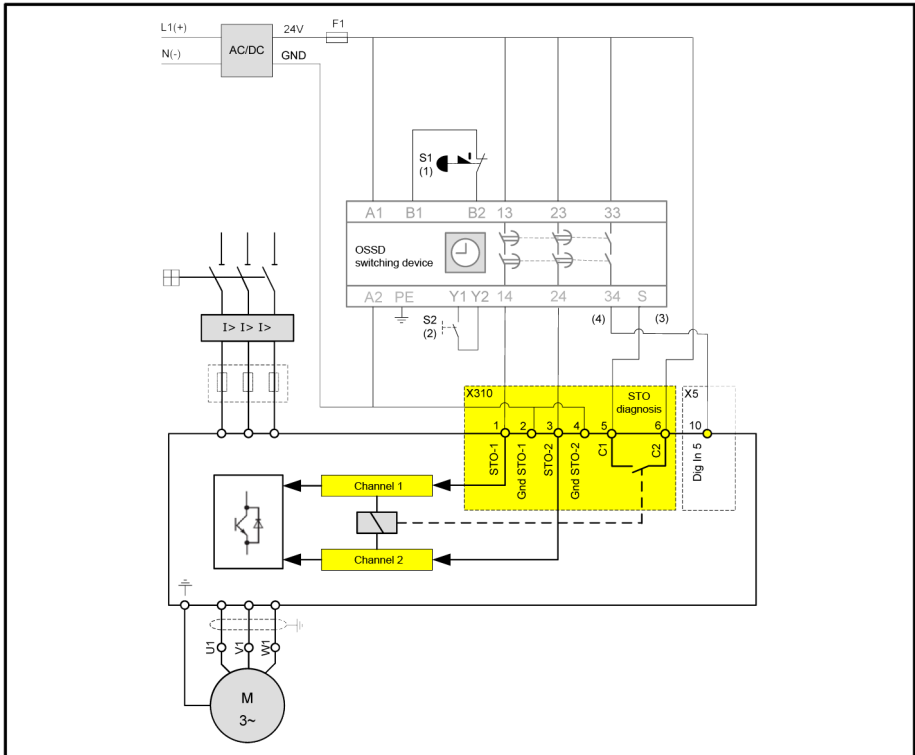 L1(+) 24V F1
AC/DC
N(-) GND
S1
(1)
A1 B1 B2 13 23 33
OSSD
switching device
A2 PE Y1 Y2 14 24 34 S
S2
(2)
(4) (3)
I> I> I>
X310 STO
diagnosis
X5
1 2 3 4 5 6 10
STO-1
Gnd STO-1
STO-2
Gnd STO-2
C1
C2
Dig In 5
Channel 1
Channel 2
U1
V1
W1
M
3~